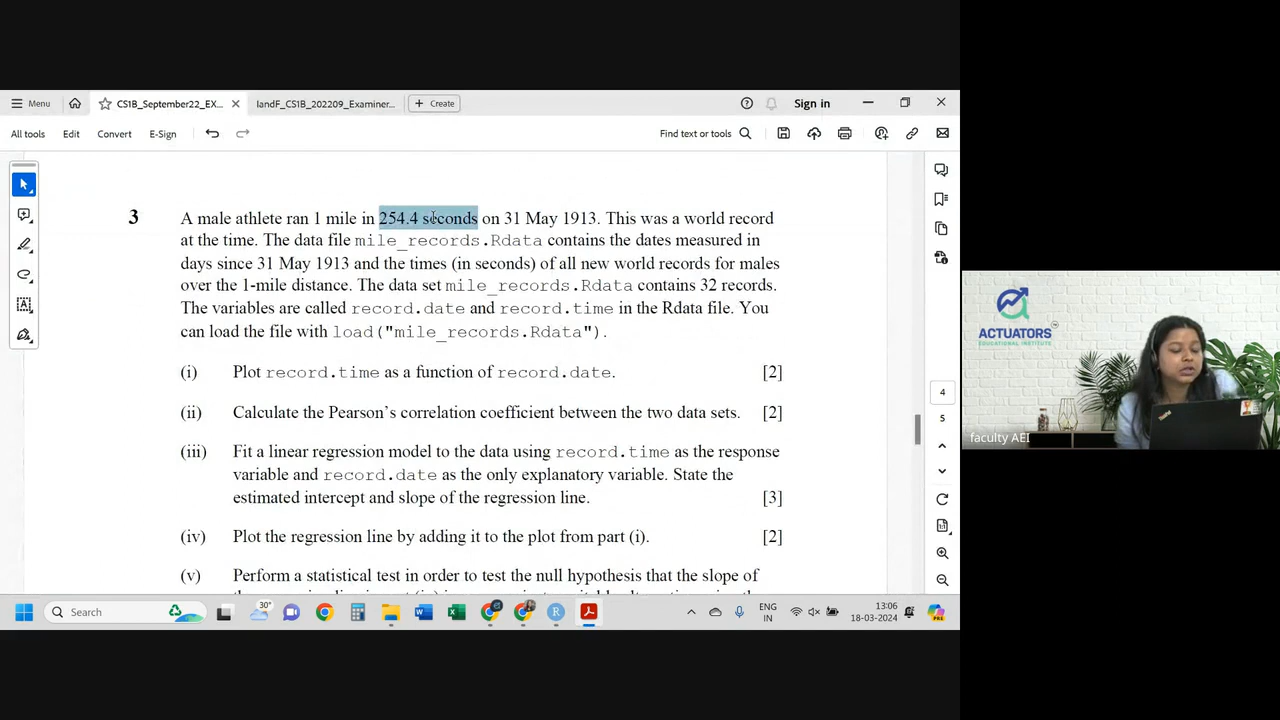 Menu
CS1B_September22_EX...
IandF_CS1B_202209_Examiner...
Create
Sign in
All tools Edit Convert E-Sign
Find text or tools
3 A male athlete ran 1 mile in 254.4 seconds on 31 May 1913. This was a world record
at the time. The data file mile_records.Rdata contains the dates measured in
days since 31 May 1913 and the times (in seconds) of all new world records for males
over the 1-mile distance. The data set mile_records.Rdata contains 32 records.
The variables are called record.date and record.time in the Rdata file. You
can load the file with load("mile_records.Rdata").
(i) Plot record.time as a function of record.date. [2]
(ii) Calculate the Pearson's correlation coefficient between the two data sets. [2]
(iii) Fit a linear regression model to the data using record.time as the response
variable and record.date as the only explanatory variable. State the
estimated intercept and slope of the regression line. [3]
(iv) Plot the regression line by adding it to the plot from part (i). [2]
(v) Perform a statistical test in order to test the null hypothesis that the slope of
4
5
ACTUATORS
EDUCATIONAL INSTITUTE
ThinkPad
faculty AEI
Search
30°
ENG
IN
13:06
18-03-2024